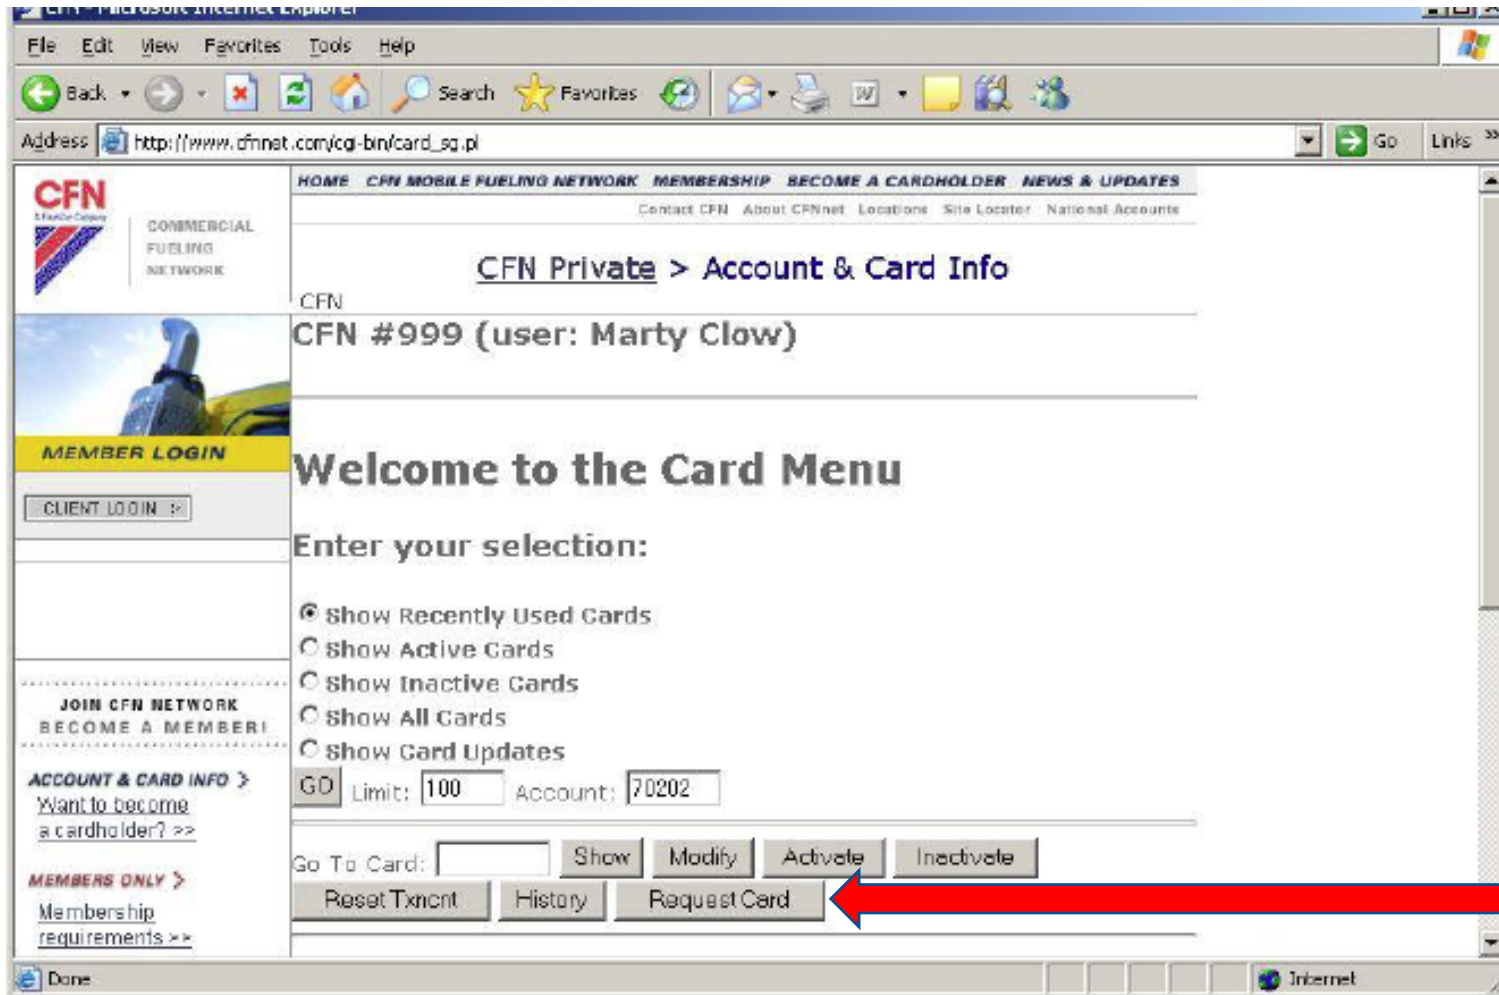 CFN - Microsoft Internet Explorer
File Edit View Favorites Tools Help
Back Search Favorites
Address http://www.cfnnet.com/cgi-bin/card_sg.pl Go Links »
CFN
COMMERCIAL
FUELING
NETWORK
HOME CFN MOBILE FUELING NETWORK MEMBERSHIP BECOME A CARDHOLDER NEWS & UPDATES
Contact CFN About CFNnet Locations Site Locator National Accounts
CFN Private > Account & Card Info
CFN
CFN #999 (user: Marty Clow)
MEMBER LOGIN
CLIENT LOGIN >
Welcome to the Card Menu
Enter your selection:
Show Recently Used Cards
Show Active Cards
Show Inactive Cards
Show All Cards
Show Card Updates
GO Limit: 100 Account: 70202
JOIN CFN NETWORK
BECOME A MEMBER!
ACCOUNT & CARD INFO >
Want to become
a cardholder? >>
MEMBERS ONLY >
Membership
requirements >>
Go To Card: Show Modify Activate Inactivate
Reset Txncnt History Request Card
Done Internet